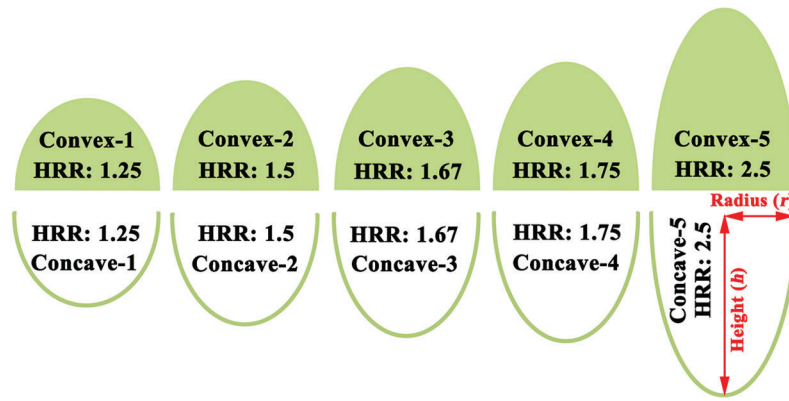 Convex-1
HRR: 1.25
Convex-2
HRR: 1.5
Convex-3
HRR: 1.67
Convex-4
HRR: 1.75
Convex-5
HRR: 2.5
HRR: 1.25
Concave-1
HRR: 1.5
Concave-2
HRR: 1.67
Concave-3
HRR: 1.75
Concave-4
Concave-5
HRR: 2.5
Radius (r)
Height (h)